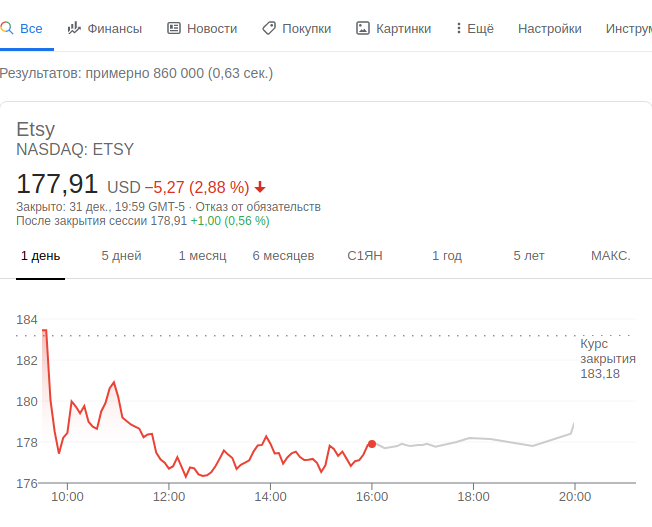 Все Финансы Новости Покупки Картинки Ещё Настройки Инструм
Результатов: примерно 860 000 (0,63 сек.)
Etsy
NASDAQ: ETSY
177,91 USD −5,27 (2,88 %)
Закрыто: 31 дек., 19:59 GMT-5 · Отказ от обязательств
После закрытия сессии 178,91 +1,00 (0,56 %)
1 день 5 дней 1 месяц 6 месяцев С1ЯН 1 год 5 лет МАКС.
184
Курс
закрытия
183,18
182
180
178
176
10:00 12:00 14:00 16:00 18:00 20:00